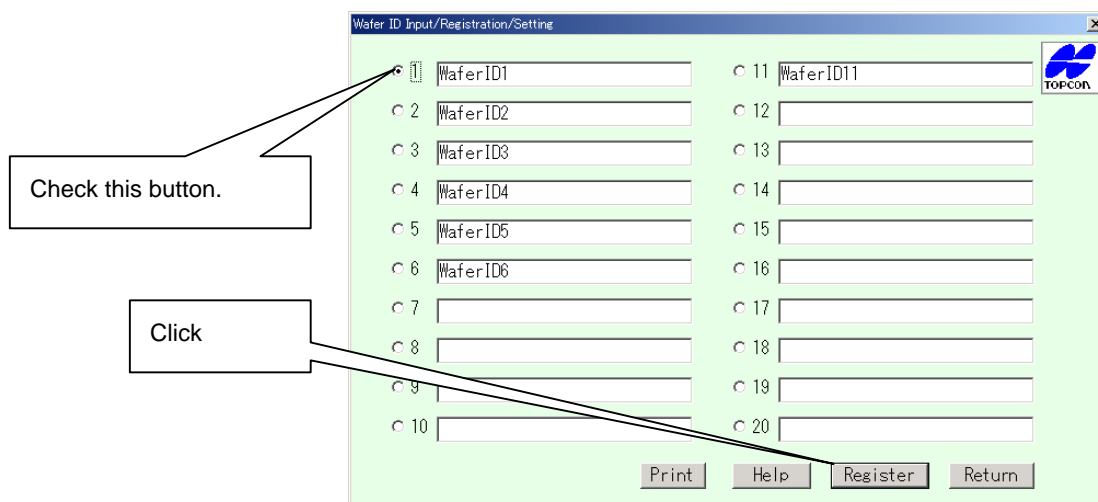 Wafer ID Input/Registration/Setting
1 WaferID1
2 WaferID2
3 WaferID3
4 WaferID4
5 WaferID5
6 WaferID6
7
8
9
10
11 WaferID11
12
13
14
15
16
17
18
19
20
TOPCON
Check this button.
Click
Print Help Register Return